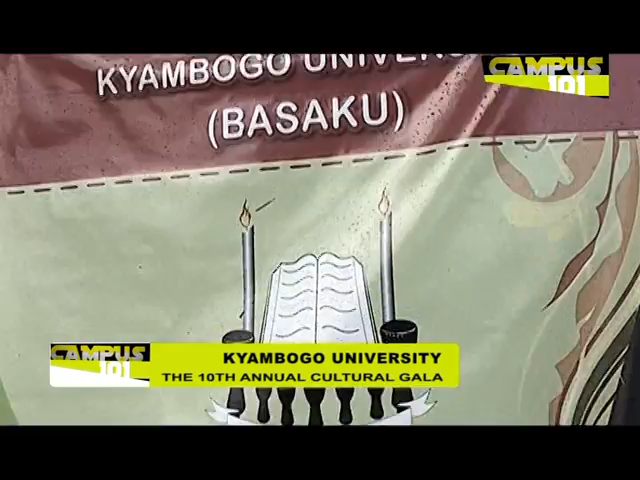 KYAMBOGO
(BASAKU)
CAMPUS
101
CAMPUS
101
KYAMBOGO UNIVERSITY
THE 10TH ANNUAL CULTURAL GALA